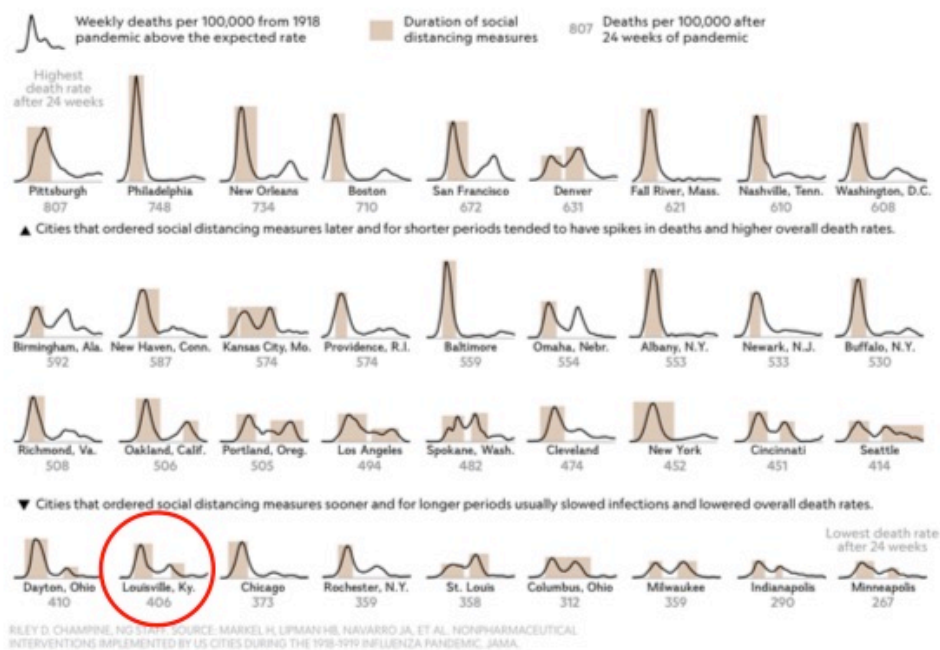 Weekly deaths per 100,000 from 1918
pandemic above the expected rate
Duration of social
distancing measures
807
Deaths per 100,000 after
24 weeks of pandemic
Highest
death rate
after 24 weeks
Pittsburgh Philadelphia New Orleans Boston San Francisco Denver Fall River, Mass. Nashville, Tenn. Washington, D.C.
807 748 734 710 672 631 621 610 608
▲ Cities that ordered social distancing measures later and for shorter periods tended to have spikes in deaths and higher overall death rates.
Birmingham, Ala. New Haven, Conn. Kansas City, Mo. Providence, R.I. Baltimore Omaha, Nebr. Albany, N.Y. Newark, N.J. Buffalo, N.Y.
592 587 574 574 559 554 553 533 530
Richmond, Va. Oakland, Calif. Portland, Oreg. Los Angeles Spokane, Wash. Cleveland New York Cincinnati Seattle
508 506 505 494 482 474 452 451 414
▼ Cities that ordered social distancing measures sooner and for longer periods usually slowed infections and lowered overall death rates.
Lowest death rate
after 24 weeks
Dayton, Ohio Louisville, Ky. Chicago Rochester, N.Y. St. Louis Columbus, Ohio Milwaukee Indianapolis Minneapolis
410 406 373 359 358 312 359 290 267
RILEY D. CHAMPINE, NG STAFF. SOURCE: MARKEL H, LIPMAN HB, NAVARRO JA, ET AL. NONPHARMACEUTICAL
INTERVENTIONS IMPLEMENTED BY US CITIES DURING THE 1918-1919 INFLUENZA PANDEMIC. JAMA.